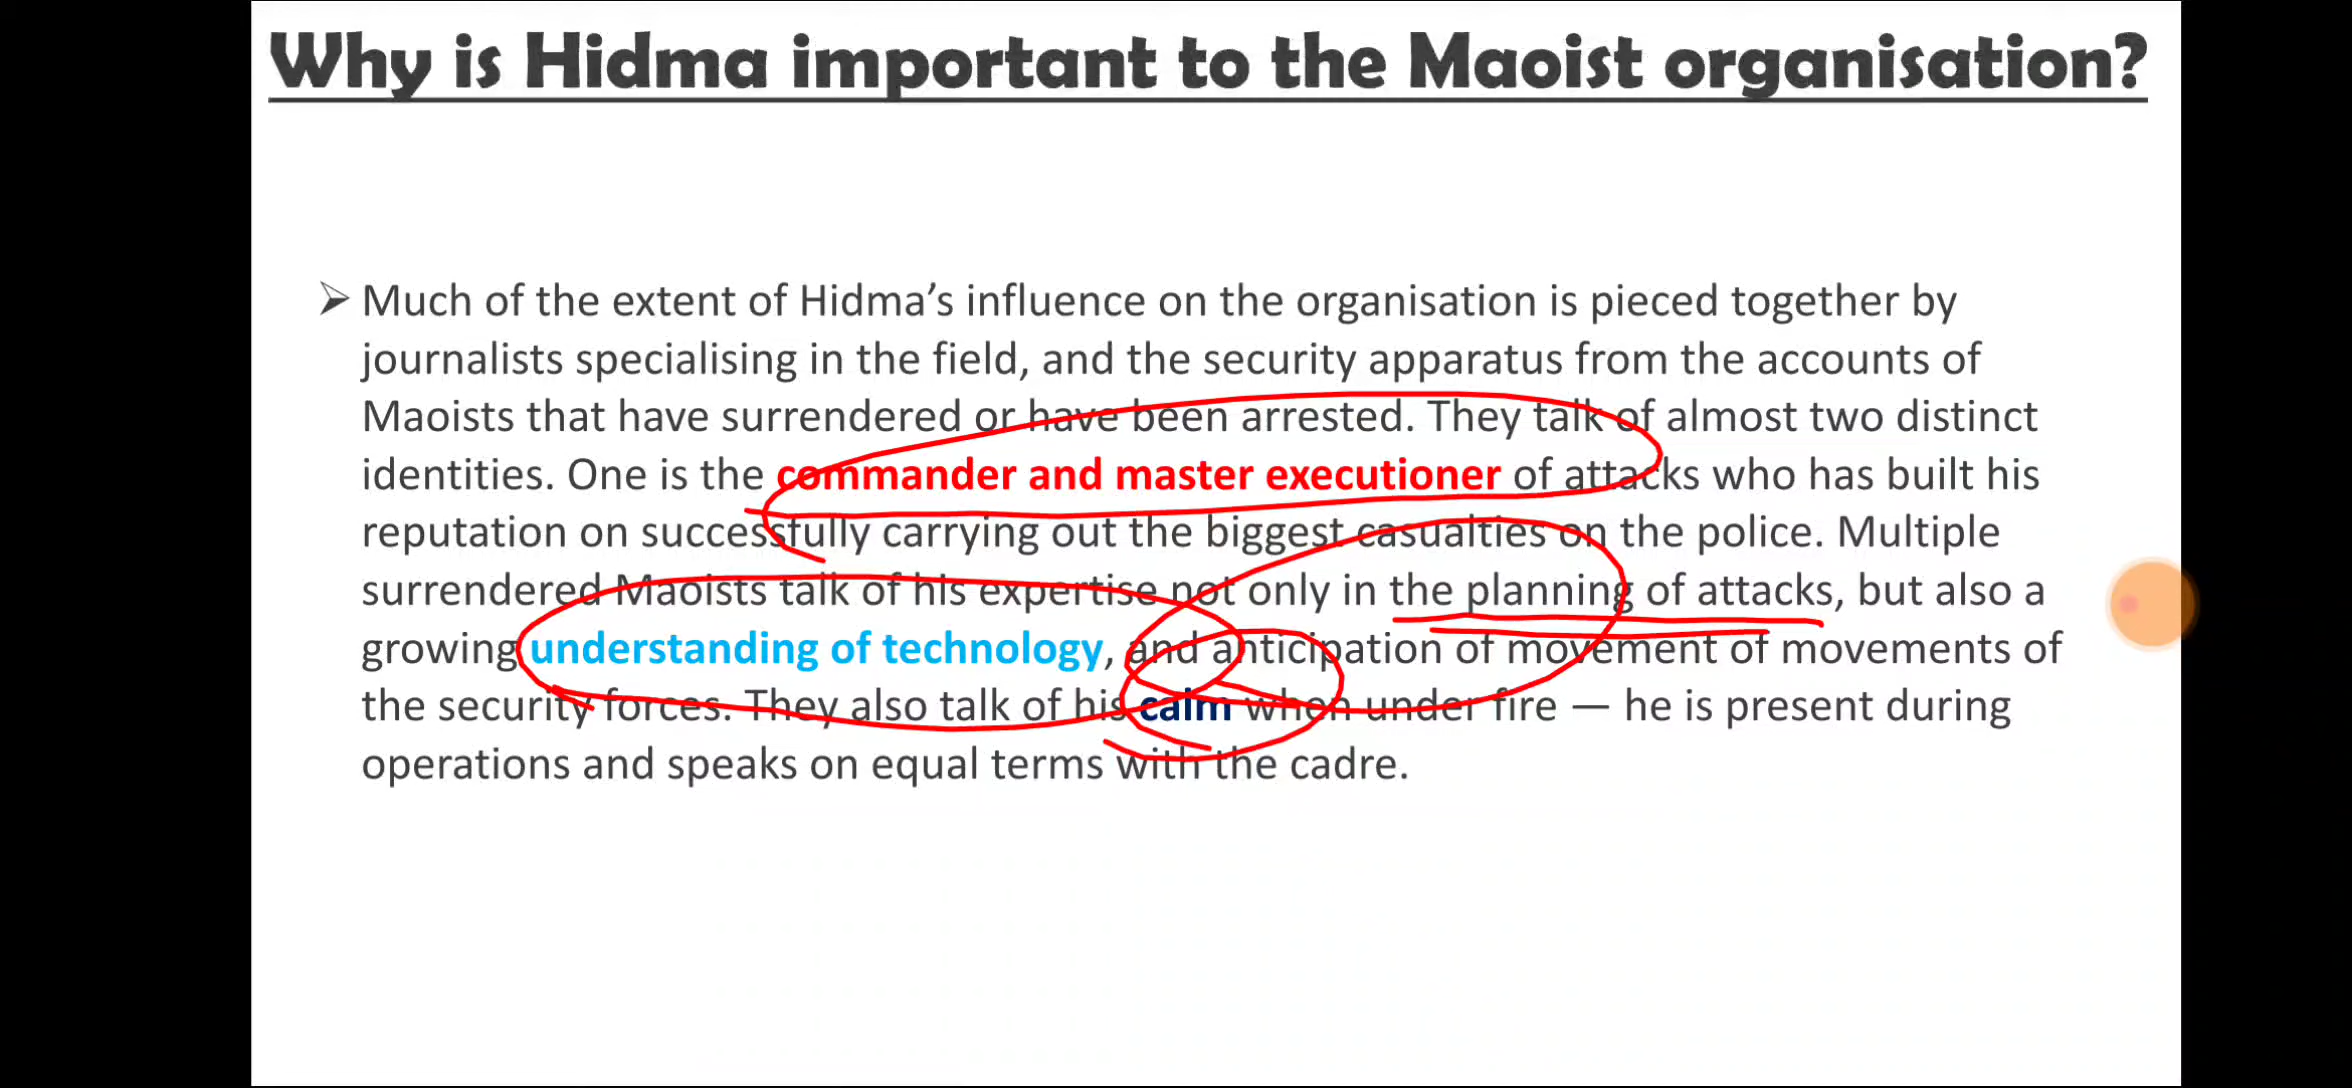 Why is Hidma important to the Maoist organisation?
➢ Much of the extent of Hidma’s influence on the organisation is pieced together by
journalists specialising in the field, and the security apparatus from the accounts of
Maoists that have surrendered or have been arrested. They talk of almost two distinct
identities. One is the commander and master executioner of attacks who has built his
reputation on successfully carrying out the biggest casualties on the police. Multiple
surrendered Maoists talk of his expertise not only in the planning of attacks, but also a
growing understanding of technology, and anticipation of movement of movements of
the security forces. They also talk of his calm when under fire — he is present during
operations and speaks on equal terms with the cadre.